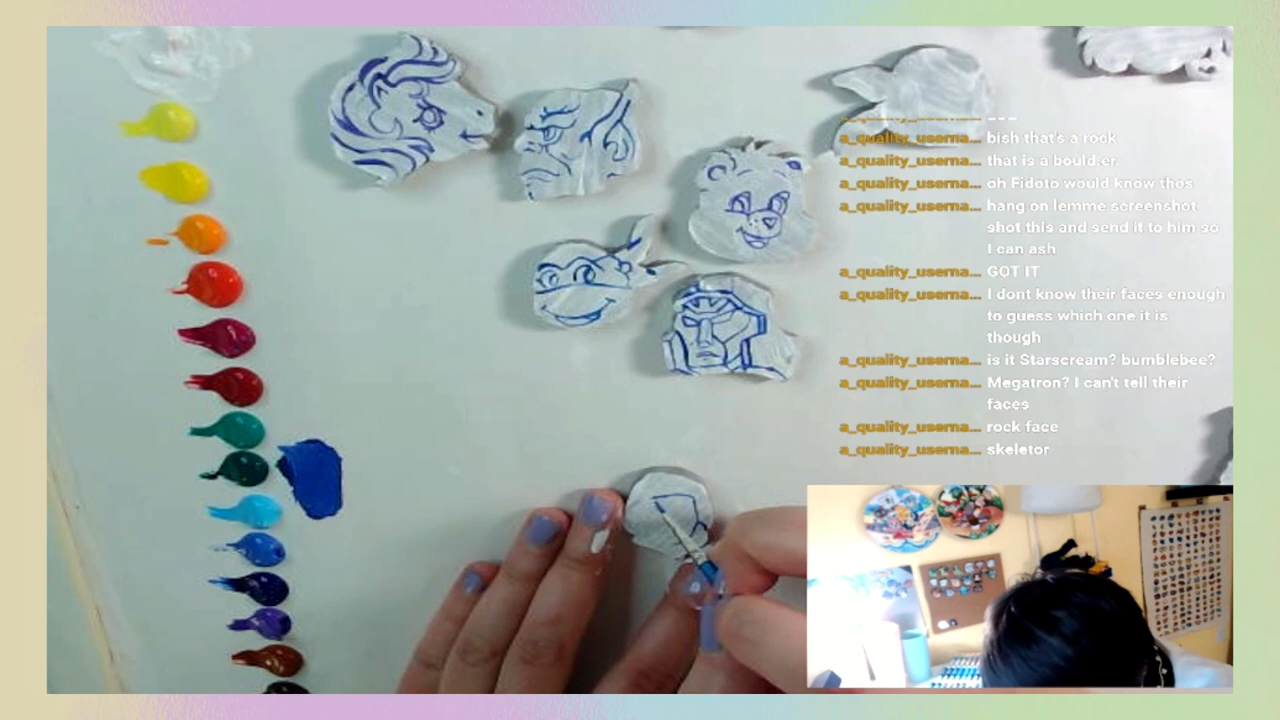 a_quality_userna... ---
a_quality_userna... bish that's a rock
a_quality_userna... that is a bould.er
a_quality_userna... oh Fidoto would know thos
a_quality_userna... hang on lemme screenshot
shot this and send it to him so
I can ash
a_quality_userna... GOT IT
a_quality_userna... I dont know their faces enough
to guess which one it is
though
a_quality_userna... is it Starscream? bumblebee?
a_quality_userna... Megatron? I can't tell their
faces
a_quality_userna... rock face
a_quality_userna... skeletor